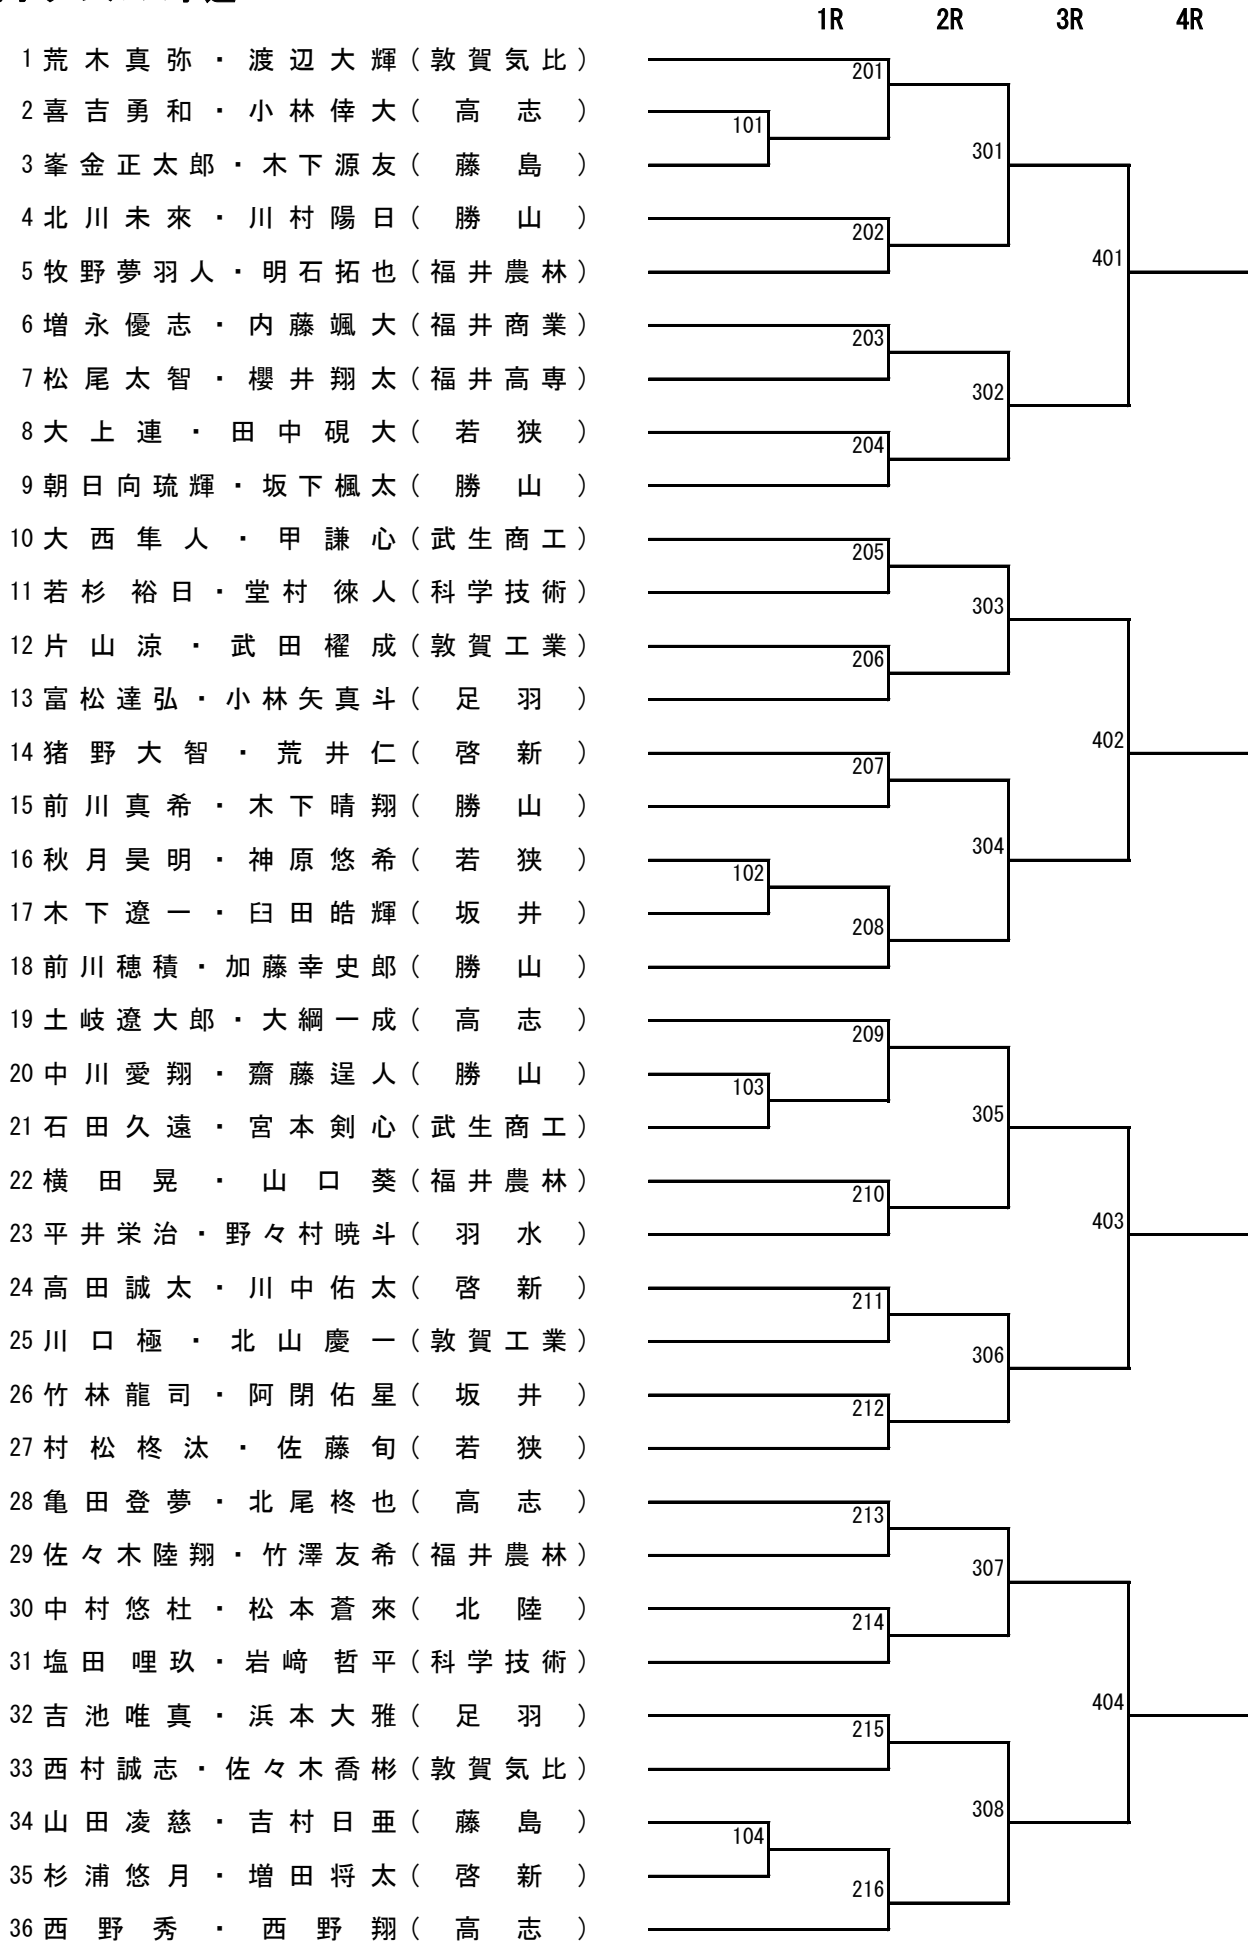 1R 2R 3R 4R
1 荒木真弥・渡辺大輝（敦賀気比）
201
2 喜吉勇和・小林倖大（高志）
101
3 峯金正太郎・木下源友（藤島）
301
4 北川未來・川村陽日（勝山）
202
5 牧野夢羽人・明石拓也（福井農林）
401
6 増永優志・内藤颯大（福井商業）
203
7 松尾太智・櫻井翔太（福井高専）
302
8 大上連・田中硯大（若狭）
204
9 朝日向琉輝・坂下楓太（勝山）
10 大西隼人・甲謙心（武生商工）
205
11 若杉裕日・堂村徠人（科学技術）
303
12 片山涼・武田櫂成（敦賀工業）
206
13 富松達弘・小林矢真斗（足羽）
402
14 猪野大智・荒井仁（啓新）
207
15 前川真希・木下晴翔（勝山）
304
16 秋月昊明・神原悠希（若狭）
102
17 木下遼一・臼田皓輝（坂井）
208
18 前川穂積・加藤幸史郎（勝山）
19 土岐遼大郎・大綱一成（高志）
209
20 中川愛翔・齋藤逞人（勝山）
103
21 石田久遠・宮本剣心（武生商工）
305
22 横田晃・山口葵（福井農林）
210
23 平井栄治・野々村暁斗（羽水）
403
24 高田誠太・川中佑太（啓新）
211
25 川口極・北山慶一（敦賀工業）
306
26 竹林龍司・阿閉佑星（坂井）
212
27 村松柊汰・佐藤旬（若狭）
28 亀田登夢・北尾柊也（高志）
213
29 佐々木陸翔・竹澤友希（福井農林）
307
30 中村悠杜・松本蒼來（北陸）
214
31 塩田哩玖・岩﨑哲平（科学技術）
32 吉池唯真・浜本大雅（足羽）
404
215
33 西村誠志・佐々木喬彬（敦賀気比）
308
34 山田凌慈・吉村日亜（藤島）
104
35 杉浦悠月・増田将太（啓新）
216
36 西野秀・西野翔（高志）